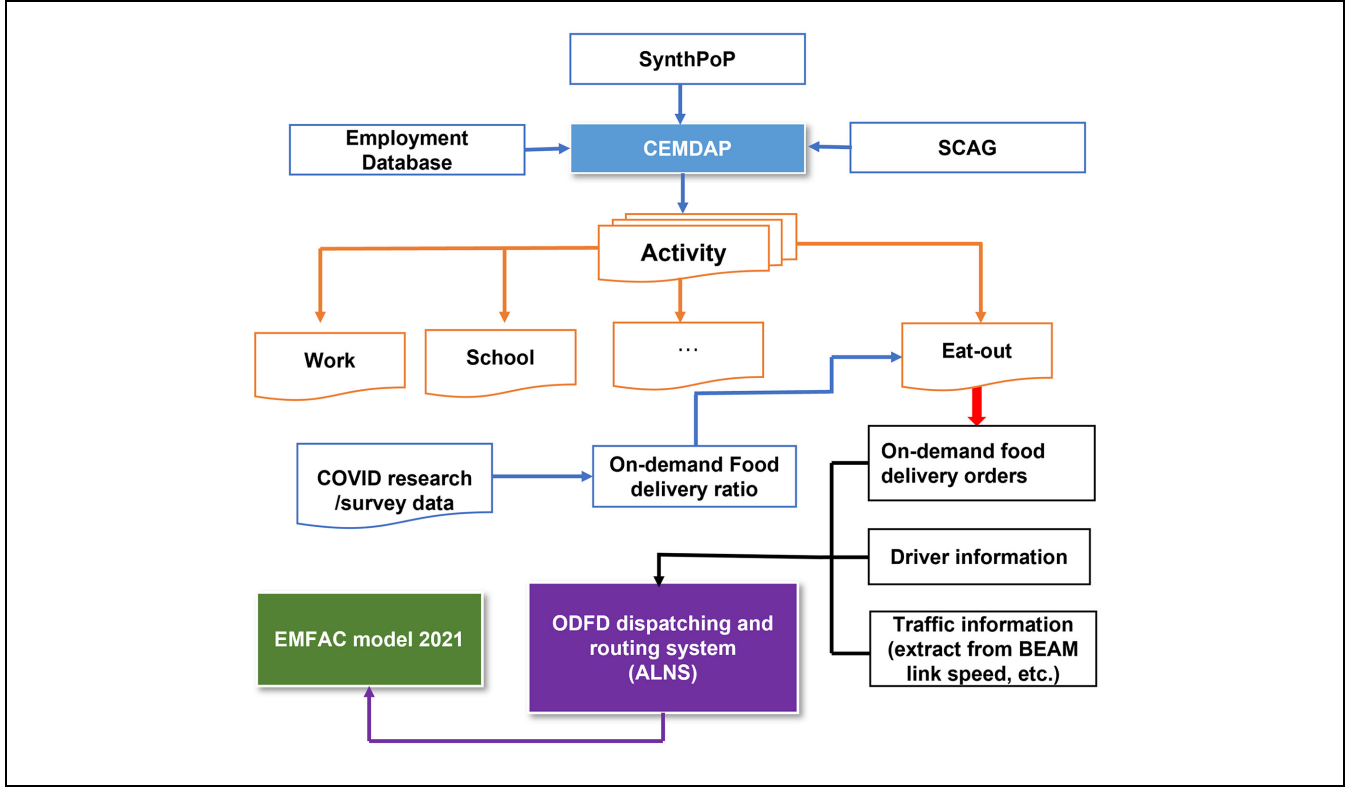 SynthPoP
Employment
Database
CEMDAP
SCAG
Activity
Work
School
...
Eat-out
COVID research
/survey data
On-demand Food
delivery ratio
On-demand food
delivery orders
Driver information
Traffic information
(extract from BEAM
link speed, etc.)
ODFD dispatching and
routing system
(ALNS)
EMFAC model 2021